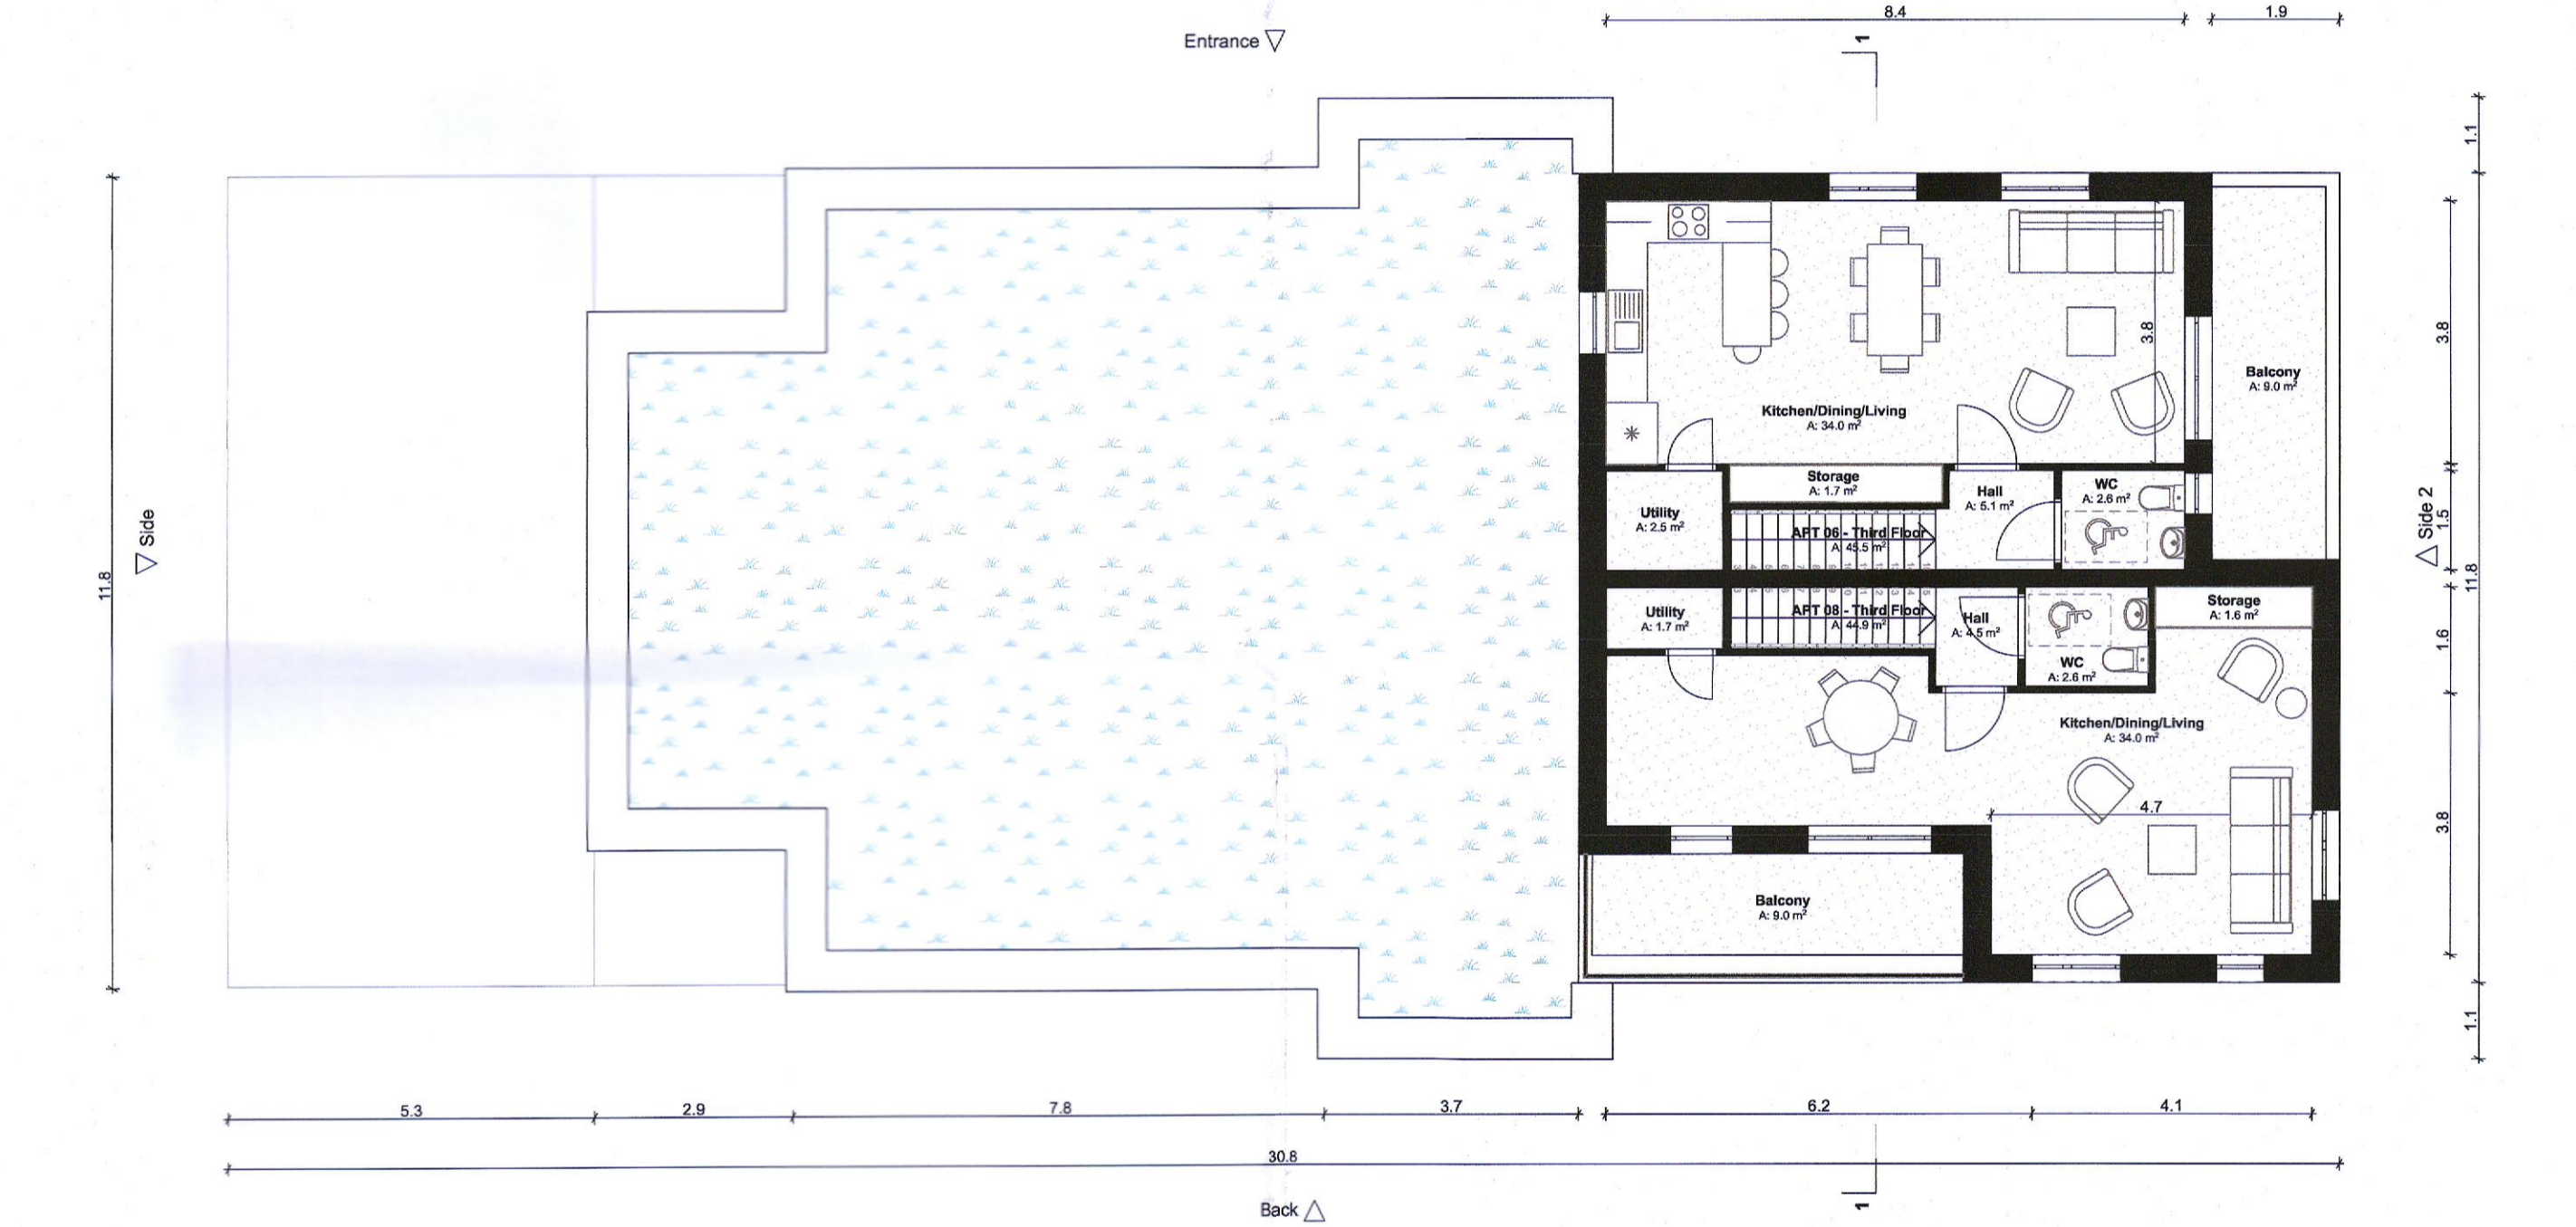 8.4
1.9
Entrance
1
1.1
3.8
Balcony
A: 9.0 m²
3.8
Kitchen/Dining/Living
A: 34.0 m²
Storage
A: 1.7 m²
Hall
A: 5.1 m²
WC
A: 2.6 m²
Utility
A: 2.5 m²
APT 06 - Third Floor
A: 45.5 m²
Side
Side 2
1.5
11.8
11.8
Utility
A: 1.7 m²
APT 08 - Third Floor
A: 44.9 m²
Hall
A: 4.5 m²
WC
A: 2.6 m²
Storage
A: 1.6 m²
1.6
Kitchen/Dining/Living
A: 34.0 m²
4.7
3.8
Balcony
A: 9.0 m²
1.1
5.3
2.9
7.8
3.7
6.2
4.1
30.8
Back
1